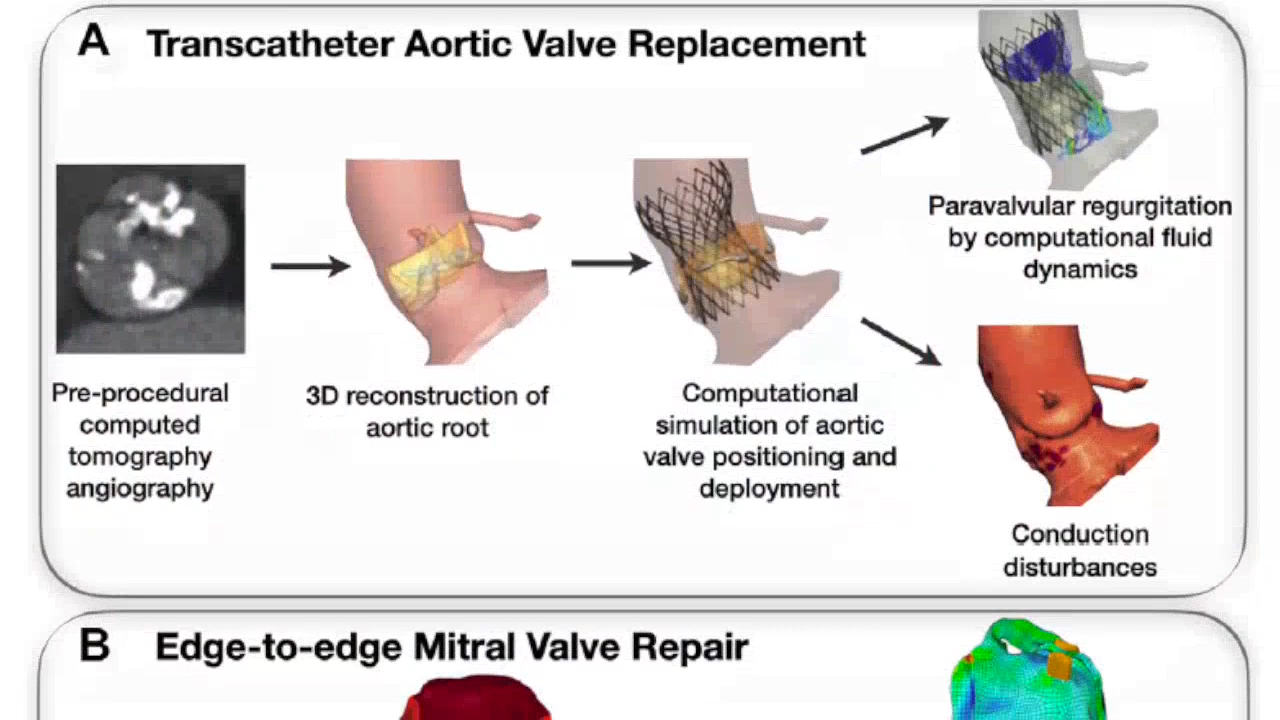 A Transcatheter Aortic Valve Replacement
Pre-procedural
computed
tomography
angiography
3D reconstruction of
aortic root
Computational
simulation of aortic
valve positioning and
deployment
Paravalvular regurgitation
by computational fluid
dynamics
Conduction
disturbances
B Edge-to-edge Mitral Valve Repair